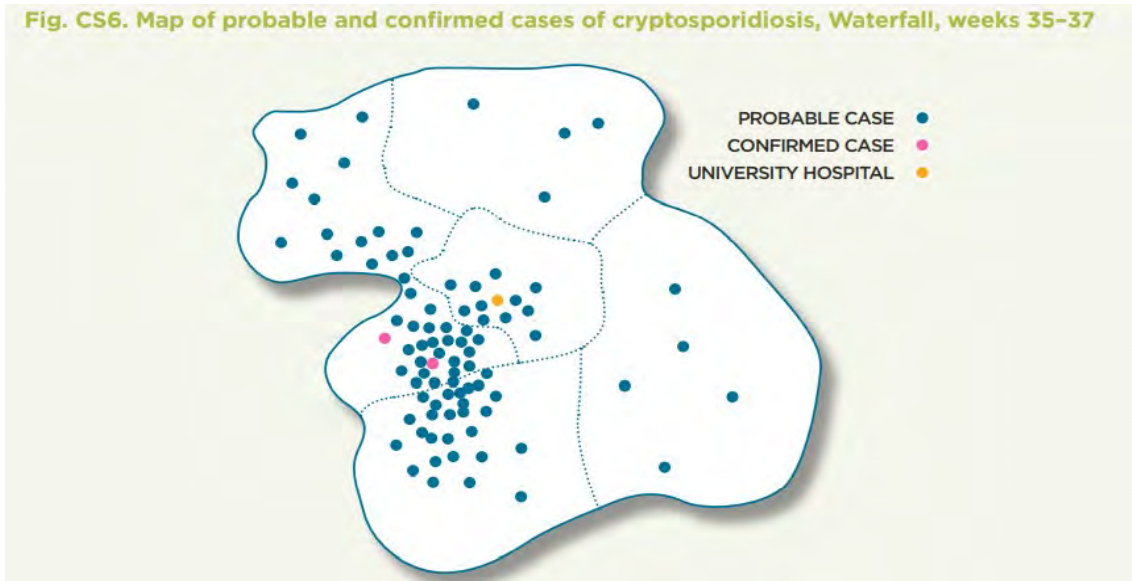 Fig. CS6. Map of probable and confirmed cases of cryptosporidiosis, Waterfall, weeks 35–37
PROBABLE CASE
CONFIRMED CASE
UNIVERSITY HOSPITAL